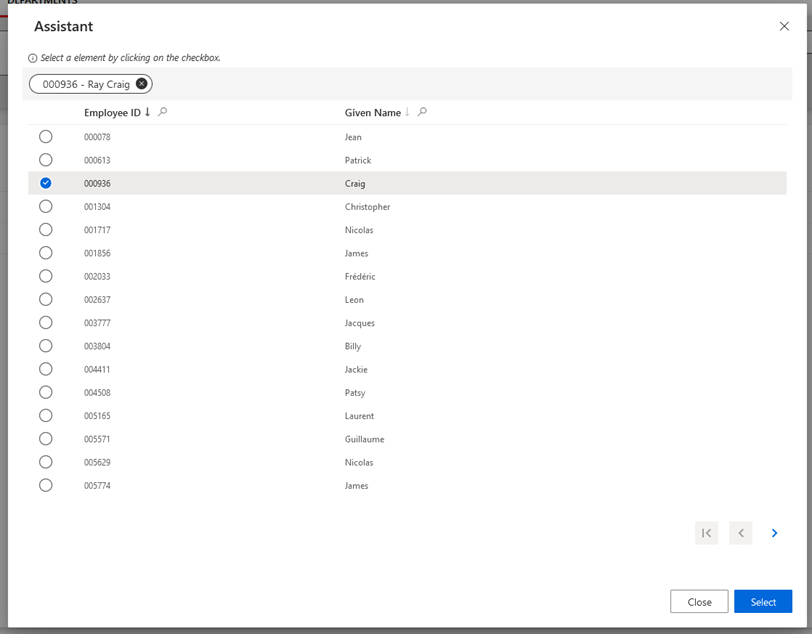 DEPARTMENTS
Assistant
Select a element by clicking on the checkbox.
000936 - Ray Craig
Employee ID Given Name
000078 Jean
000613 Patrick
000936 Craig
001304 Christopher
001717 Nicolas
001856 James
002033 Frédéric
002637 Leon
003777 Jacques
003804 Billy
004411 Jackie
004508 Patsy
005165 Laurent
005571 Guillaume
005629 Nicolas
005774 James
Close Select